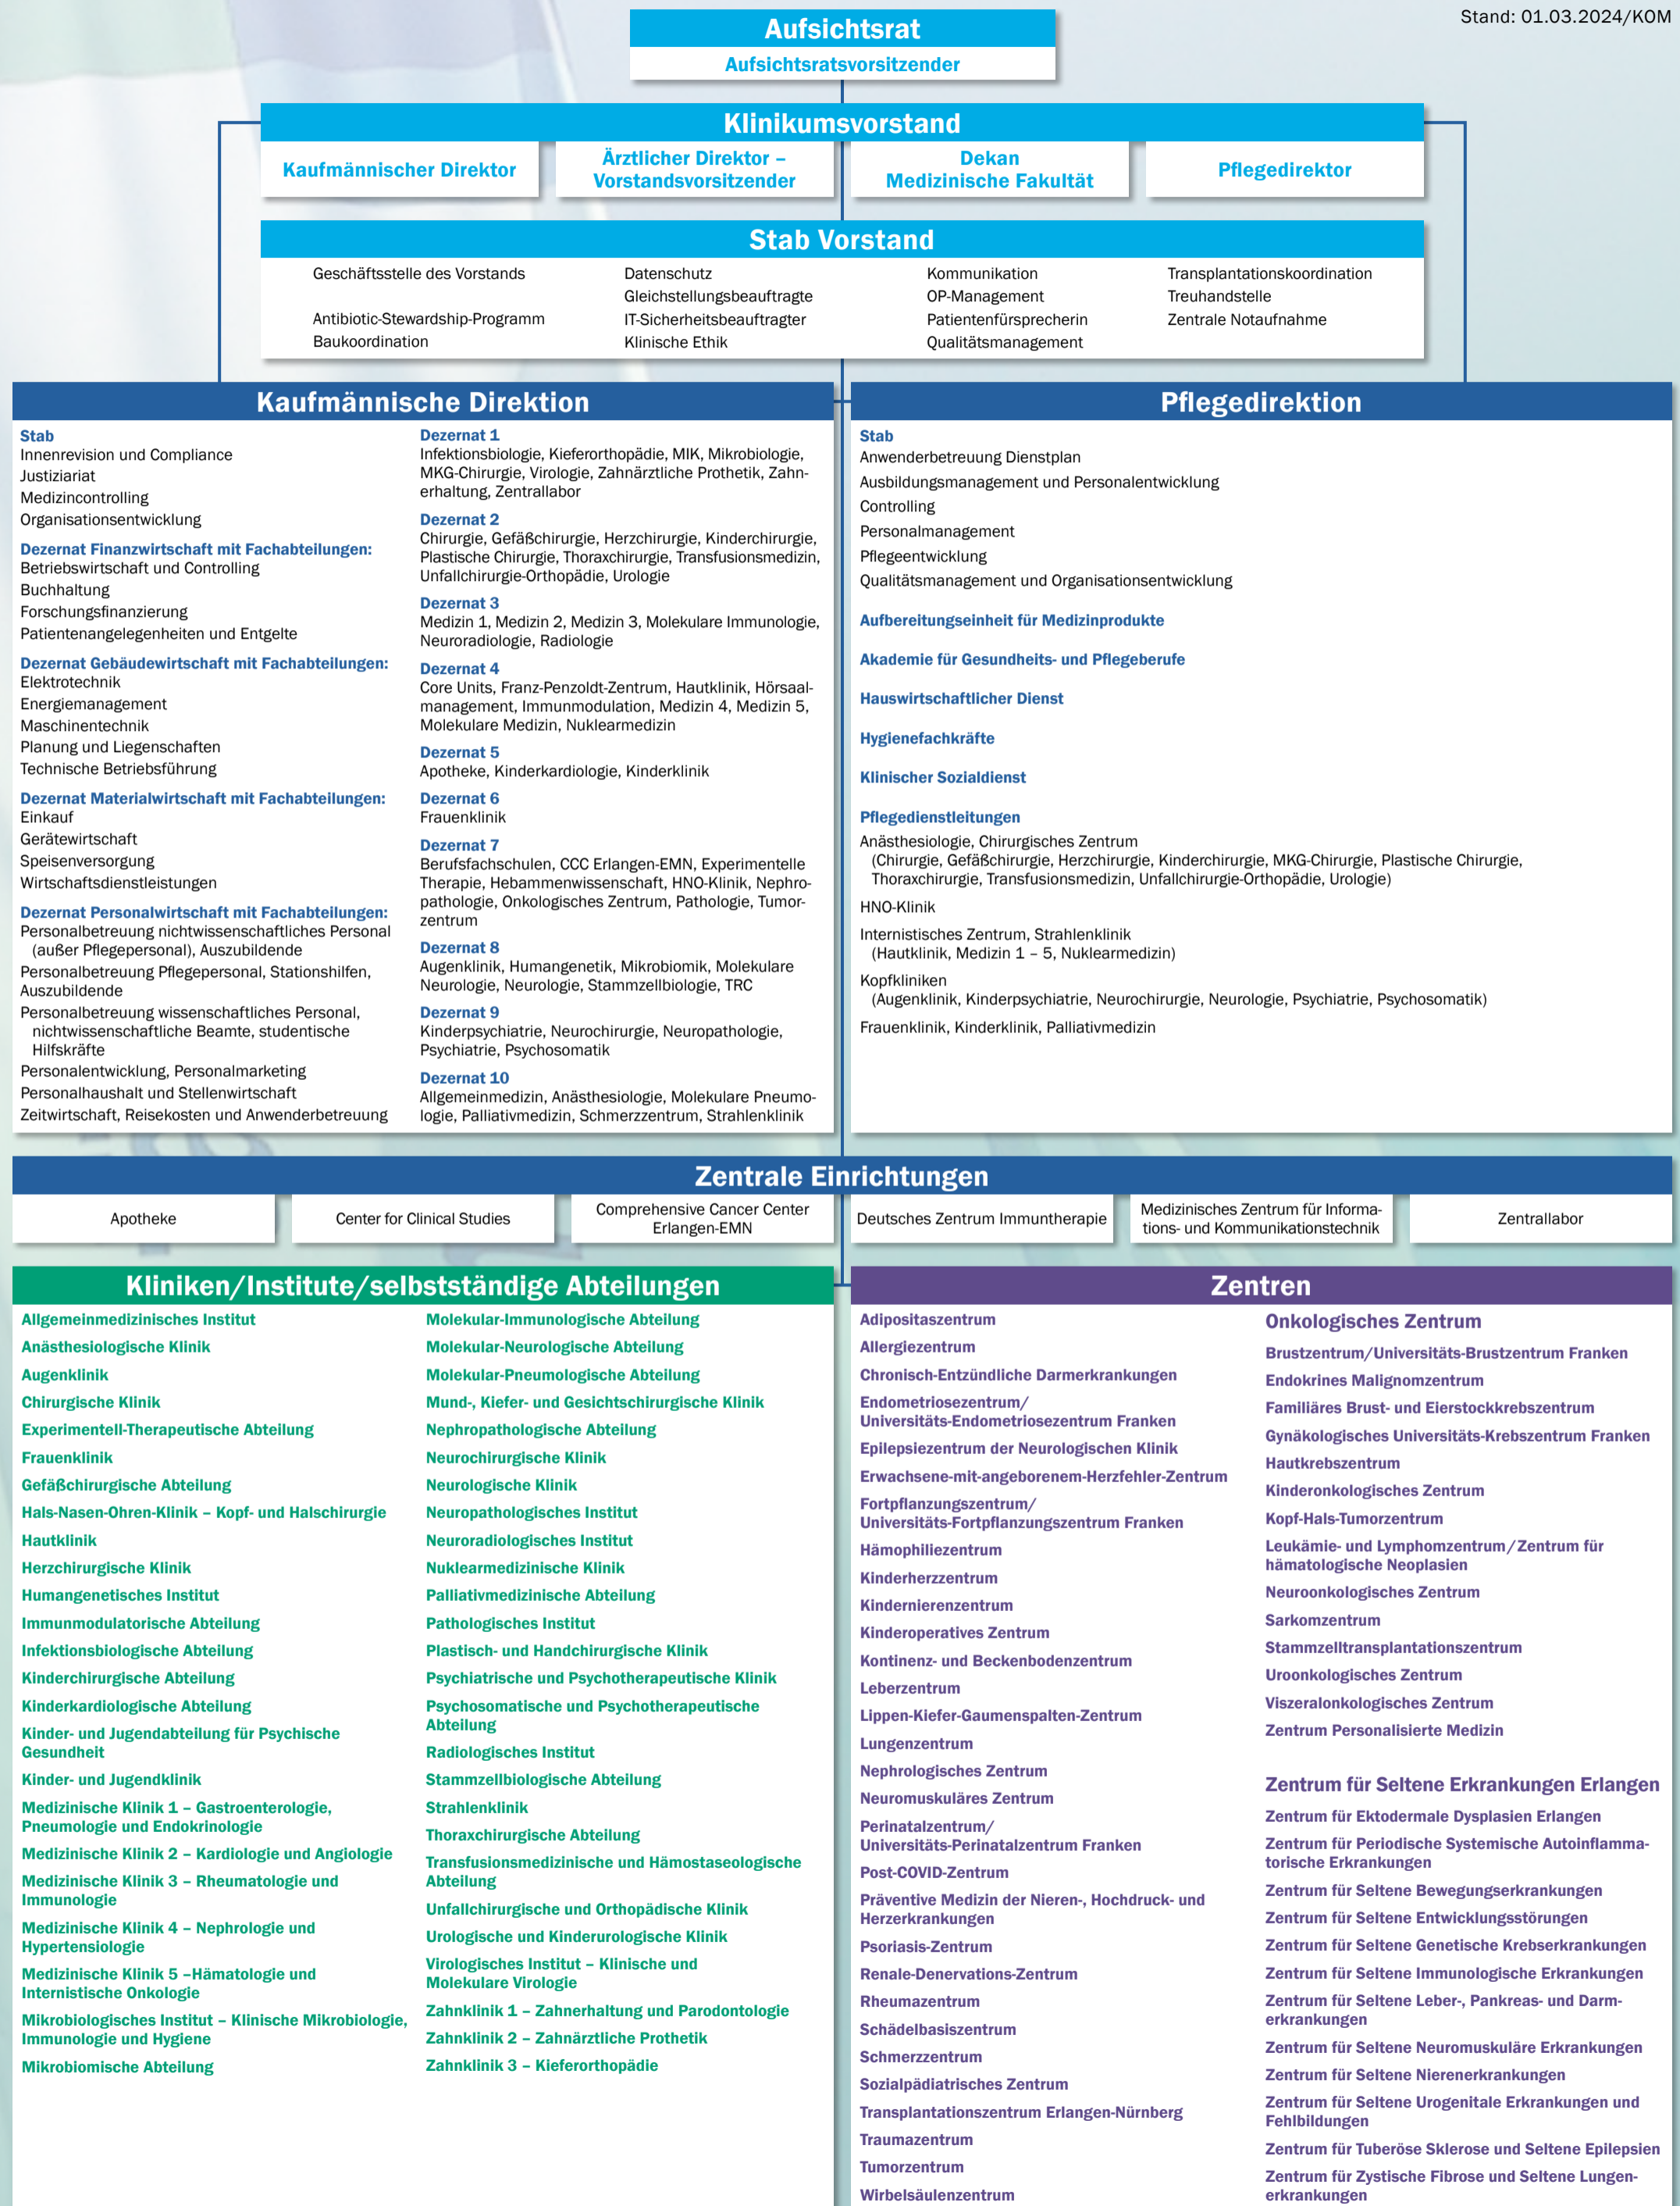 Stand: 01.03.2024/KOM
Aufsichtsrat
Aufsichtsratsvorsitzender
Klinikumsvorstand
Kaufmännischer Direktor
Ärztlicher Direktor –
Vorstandsvorsitzender
Dekan
Medizinische Fakultät
Pflegedirektor
Stab Vorstand
Geschäftsstelle des Vorstands
Antibiotic-Stewardship-Programm
Baukoordination
Datenschutz
Gleichstellungsbeauftragte
IT-Sicherheitsbeauftragter
Klinische Ethik
Kommunikation
OP-Management
Patientenfürsprecherin
Qualitätsmanagement
Transplantationskoordination
Treuhandstelle
Zentrale Notaufnahme
Kaufmännische Direktion
Stab
Innenrevision und Compliance
Justiziariat
Medizincontrolling
Organisationsentwicklung
Dezernat Finanzwirtschaft mit Fachabteilungen:
Betriebswirtschaft und Controlling
Buchhaltung
Forschungsfinanzierung
Patientenangelegenheiten und Entgelte
Dezernat Gebäudewirtschaft mit Fachabteilungen:
Elektrotechnik
Energiemanagement
Maschinentechnik
Planung und Liegenschaften
Technische Betriebsführung
Dezernat Materialwirtschaft mit Fachabteilungen:
Einkauf
Gerätewirtschaft
Speisenversorgung
Wirtschaftsdienstleistungen
Dezernat Personalwirtschaft mit Fachabteilungen:
Personalbetreuung nichtwissenschaftliches Personal
(außer Pflegepersonal), Auszubildende
Personalbetreuung Pflegepersonal, Stationshilfen,
Auszubildende
Personalbetreuung wissenschaftliches Personal,
nichtwissenschaftliche Beamte, studentische
Hilfskräfte
Personalentwicklung, Personalmarketing
Personalhaushalt und Stellenwirtschaft
Zeitwirtschaft, Reisekosten und Anwenderbetreuung
Dezernat 1
Infektionsbiologie, Kieferorthopädie, MIK, Mikrobiologie,
MKG-Chirurgie, Virologie, Zahnärztliche Prothetik, Zahn-
erhaltung, Zentrallabor
Dezernat 2
Chirurgie, Gefäßchirurgie, Herzchirurgie, Kinderchirurgie,
Plastische Chirurgie, Thoraxchirurgie, Transfusionsmedizin,
Unfallchirurgie-Orthopädie, Urologie
Dezernat 3
Medizin 1, Medizin 2, Medizin 3, Molekulare Immunologie,
Neuroradiologie, Radiologie
Dezernat 4
Core Units, Franz-Penzoldt-Zentrum, Hautklinik, Hörsaal-
management, Immunmodulation, Medizin 4, Medizin 5,
Molekulare Medizin, Nuklearmedizin
Dezernat 5
Apotheke, Kinderkardiologie, Kinderklinik
Dezernat 6
Frauenklinik
Dezernat 7
Berufsfachschulen, CCC Erlangen-EMN, Experimentelle
Therapie, Hebammenwissenschaft, HNO-Klinik, Nephro-
pathologie, Onkologisches Zentrum, Pathologie, Tumor-
zentrum
Dezernat 8
Augenklinik, Humangenetik, Mikrobiomik, Molekulare
Neurologie, Neurologie, Stammzellbiologie, TRC
Dezernat 9
Kinderpsychiatrie, Neurochirurgie, Neuropathologie,
Psychiatrie, Psychosomatik
Dezernat 10
Allgemeinmedizin, Anästhesiologie, Molekulare Pneumo-
logie, Palliativmedizin, Schmerzzentrum, Strahlenklinik
Pflegedirektion
Stab
Anwenderbetreuung Dienstplan
Ausbildungsmanagement und Personalentwicklung
Controlling
Personalmanagement
Pflegeentwicklung
Qualitätsmanagement und Organisationsentwicklung
Aufbereitungseinheit für Medizinprodukte
Akademie für Gesundheits- und Pflegeberufe
Hauswirtschaftlicher Dienst
Hygienefachkräfte
Klinischer Sozialdienst
Pflegedienstleitungen
Anästhesiologie, Chirurgisches Zentrum
(Chirurgie, Gefäßchirurgie, Herzchirurgie, Kinderchirurgie, MKG-Chirurgie, Plastische Chirurgie,
Thoraxchirurgie, Transfusionsmedizin, Unfallchirurgie-Orthopädie, Urologie)
HNO-Klinik
Internistisches Zentrum, Strahlenklinik
(Hautklinik, Medizin 1 – 5, Nuklearmedizin)
Kopfkliniken
(Augenklinik, Kinderpsychiatrie, Neurochirurgie, Neurologie, Psychiatrie, Psychosomatik)
Frauenklinik, Kinderklinik, Palliativmedizin
Zentrale Einrichtungen
Apotheke
Center for Clinical Studies
Comprehensive Cancer Center
Erlangen-EMN
Deutsches Zentrum Immuntherapie
Medizinisches Zentrum für Informa-
tions- und Kommunikationstechnik
Zentrallabor
Kliniken/Institute/selbstständige Abteilungen
Allgemeinmedizinisches Institut
Anästhesiologische Klinik
Augenklinik
Chirurgische Klinik
Experimentell-Therapeutische Abteilung
Frauenklinik
Gefäßchirurgische Abteilung
Hals-Nasen-Ohren-Klinik – Kopf- und Halschirurgie
Hautklinik
Herzchirurgische Klinik
Humangenetisches Institut
Immunmodulatorische Abteilung
Infektionsbiologische Abteilung
Kinderchirurgische Abteilung
Kinderkardiologische Abteilung
Kinder- und Jugendabteilung für Psychische
Gesundheit
Kinder- und Jugendklinik
Medizinische Klinik 1 – Gastroenterologie,
Pneumologie und Endokrinologie
Medizinische Klinik 2 – Kardiologie und Angiologie
Medizinische Klinik 3 – Rheumatologie und
Immunologie
Medizinische Klinik 4 – Nephrologie und
Hypertensiologie
Medizinische Klinik 5 –Hämatologie und
Internistische Onkologie
Mikrobiologisches Institut – Klinische Mikrobiologie,
Immunologie und Hygiene
Mikrobiomische Abteilung
Molekular-Immunologische Abteilung
Molekular-Neurologische Abteilung
Molekular-Pneumologische Abteilung
Mund-, Kiefer- und Gesichtschirurgische Klinik
Nephropathologische Abteilung
Neurochirurgische Klinik
Neurologische Klinik
Neuropathologisches Institut
Neuroradiologisches Institut
Nuklearmedizinische Klinik
Palliativmedizinische Abteilung
Pathologisches Institut
Plastisch- und Handchirurgische Klinik
Psychiatrische und Psychotherapeutische Klinik
Psychosomatische und Psychotherapeutische
Abteilung
Radiologisches Institut
Stammzellbiologische Abteilung
Strahlenklinik
Thoraxchirurgische Abteilung
Transfusionsmedizinische und Hämostaseologische
Abteilung
Unfallchirurgische und Orthopädische Klinik
Urologische und Kinderurologische Klinik
Virologisches Institut – Klinische und
Molekulare Virologie
Zahnklinik 1 – Zahnerhaltung und Parodontologie
Zahnklinik 2 – Zahnärztliche Prothetik
Zahnklinik 3 – Kieferorthopädie
Zentren
Adipositaszentrum
Allergiezentrum
Chronisch-Entzündliche Darmerkrankungen
Endometriosezentrum/
Universitäts-Endometriosezentrum Franken
Epilepsiezentrum der Neurologischen Klinik
Erwachsene-mit-angeborenem-Herzfehler-Zentrum
Fortpflanzungszentrum/
Universitäts-Fortpflanzungszentrum Franken
Hämophiliezentrum
Kinderherzzentrum
Kindernierenzentrum
Kinderoperatives Zentrum
Kontinenz- und Beckenbodenzentrum
Leberzentrum
Lippen-Kiefer-Gaumenspalten-Zentrum
Lungenzentrum
Nephrologisches Zentrum
Neuromuskuläres Zentrum
Perinatalzentrum/
Universitäts-Perinatalzentrum Franken
Post-COVID-Zentrum
Präventive Medizin der Nieren-, Hochdruck- und
Herzerkrankungen
Psoriasis-Zentrum
Renale-Denervations-Zentrum
Rheumazentrum
Schädelbasiszentrum
Schmerzzentrum
Sozialpädiatrisches Zentrum
Transplantationszentrum Erlangen-Nürnberg
Traumazentrum
Tumorzentrum
Wirbelsäulenzentrum
Onkologisches Zentrum
Brustzentrum/Universitäts-Brustzentrum Franken
Endokrines Malignomzentrum
Familiäres Brust- und Eierstockkrebszentrum
Gynäkologisches Universitäts-Krebszentrum Franken
Hautkrebszentrum
Kinderonkologisches Zentrum
Kopf-Hals-Tumorzentrum
Leukämie- und Lymphomzentrum/Zentrum für
hämatologische Neoplasien
Neuroonkologisches Zentrum
Sarkomzentrum
Stammzelltransplantationszentrum
Uroonkologisches Zentrum
Viszeralonkologisches Zentrum
Zentrum Personalisierte Medizin
Zentrum für Seltene Erkrankungen Erlangen
Zentrum für Ektodermale Dysplasien Erlangen
Zentrum für Periodische Systemische Autoinflamma-
torische Erkrankungen
Zentrum für Seltene Bewegungserkrankungen
Zentrum für Seltene Entwicklungsstörungen
Zentrum für Seltene Genetische Krebserkrankungen
Zentrum für Seltene Immunologische Erkrankungen
Zentrum für Seltene Leber-, Pankreas- und Darm-
erkrankungen
Zentrum für Seltene Neuromuskuläre Erkrankungen
Zentrum für Seltene Nierenerkrankungen
Zentrum für Seltene Urogenitale Erkrankungen und
Fehlbildungen
Zentrum für Tuberöse Sklerose und Seltene Epilepsien
Zentrum für Zystische Fibrose und Seltene Lungen-
erkrankungen